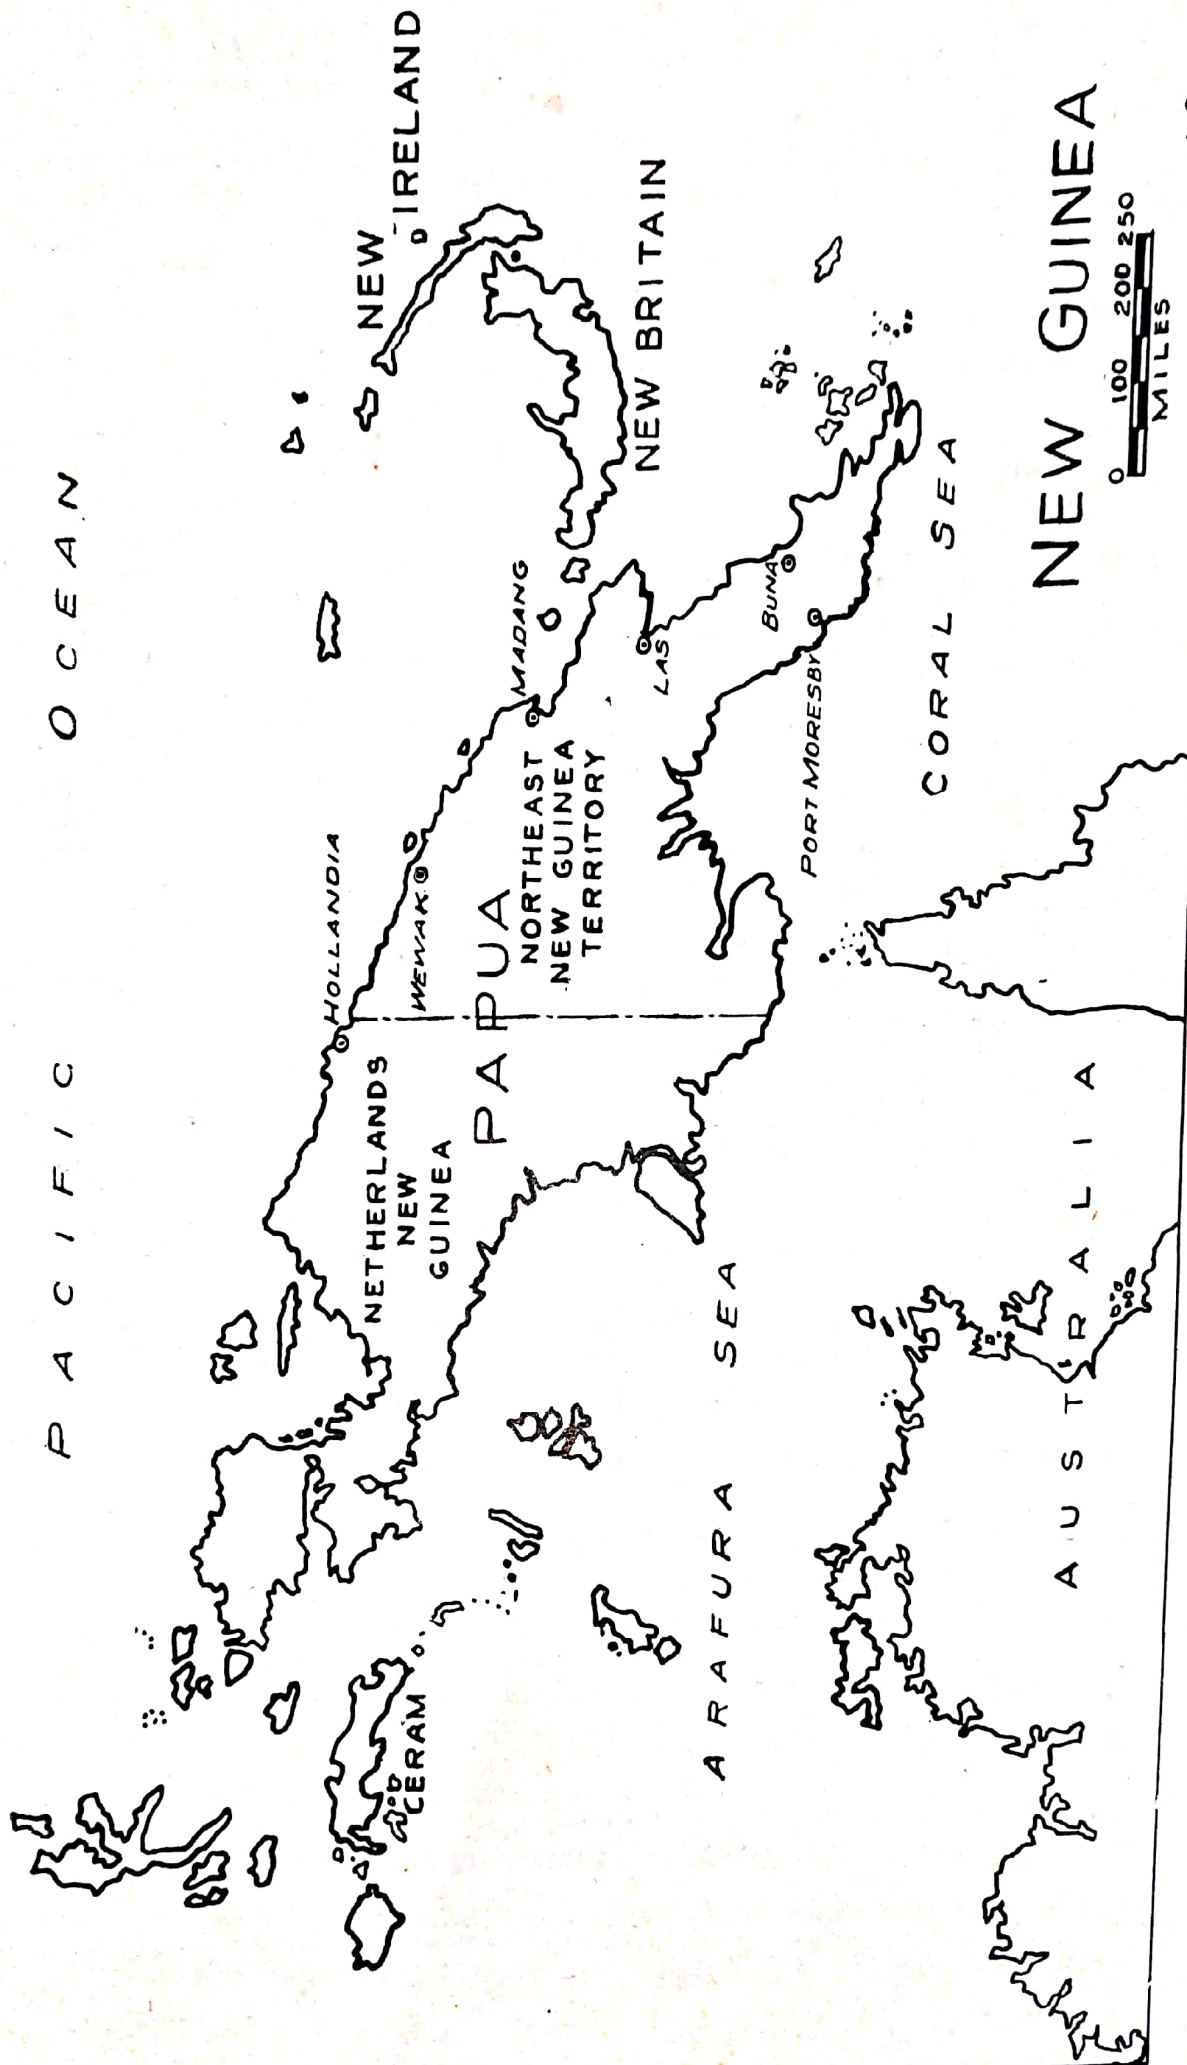 PACIFIC OCEAN
NEW
IRELAND
HOLLANDIA
WEWAK
MADANG
NETHERLANDS
NEW
GUINEA
PAPUA
NORTHEAST
NEW GUINEA
TERRITORY
NEW BRITAIN
LAS
BUNA
PORT MORESBY
CERAM
ARAFURA SEA
CORAL SEA
AUSTRALIA
NEW GUINEA
0 100 200 250
MILES